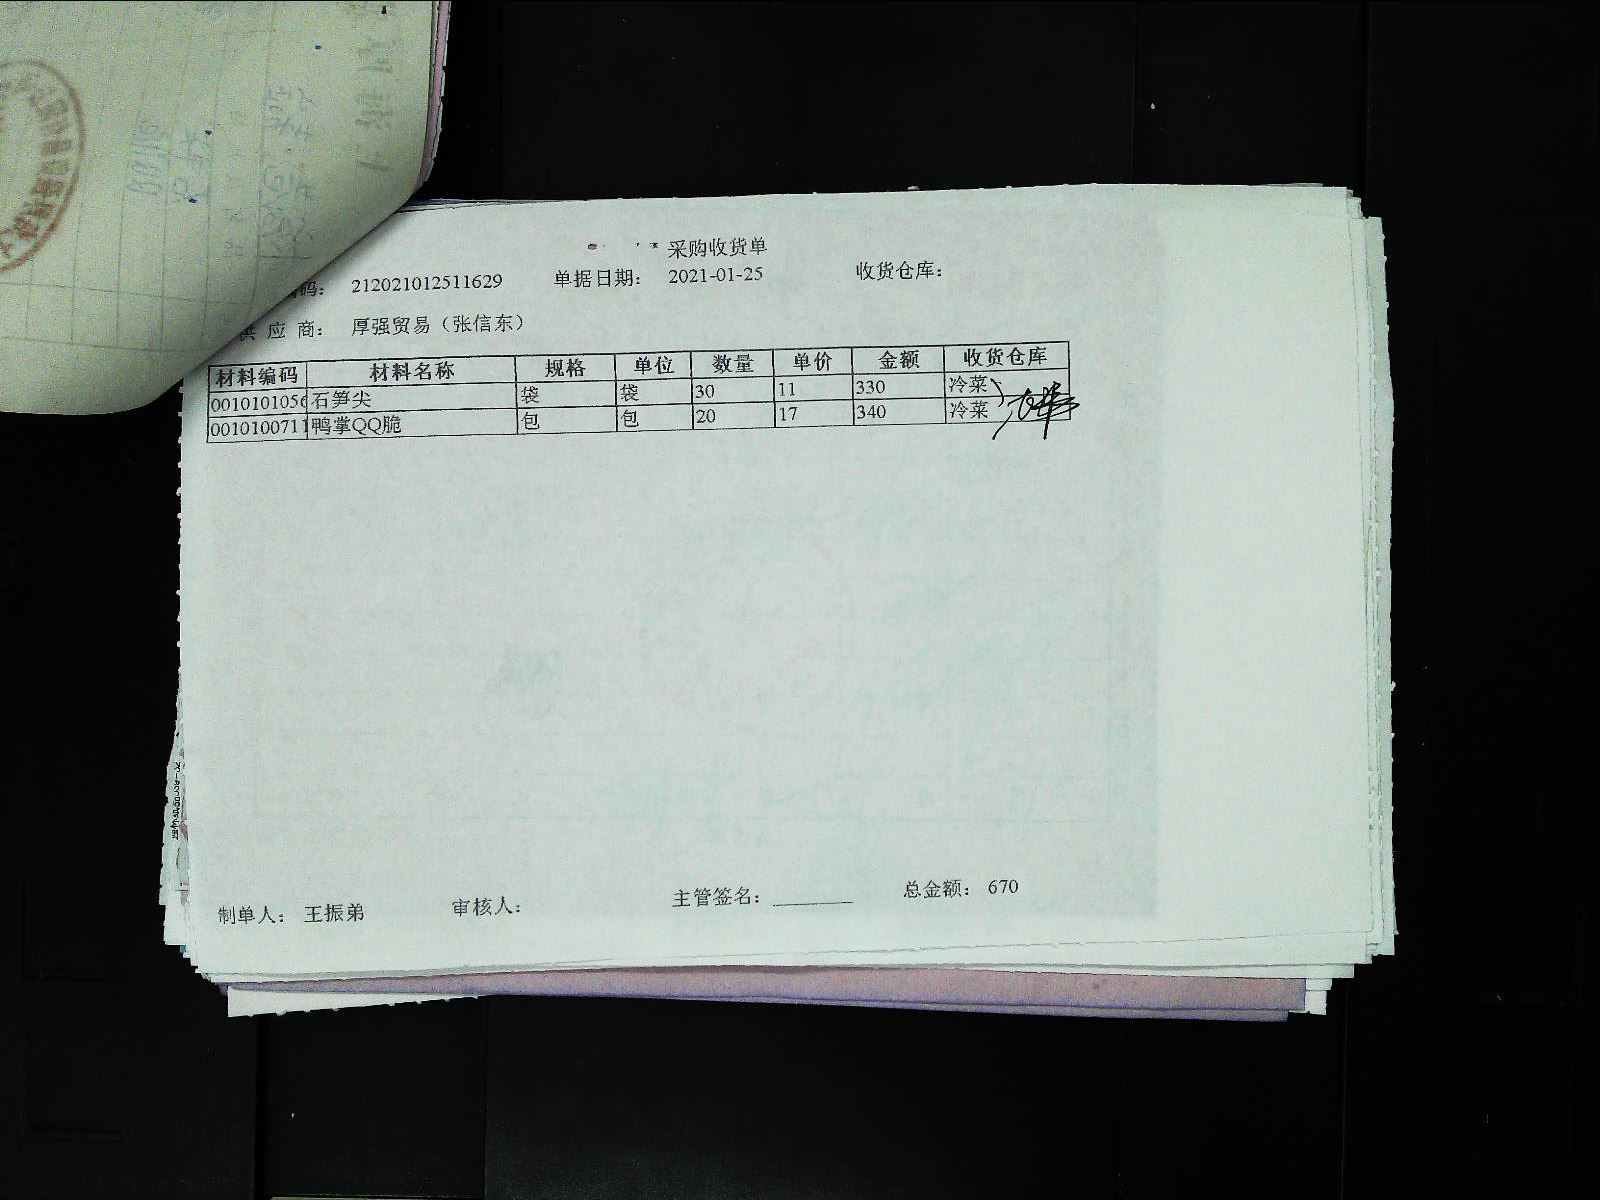 采购收货单
码： 212021012511629 单据日期： 2021-01-25 收货仓库：
供 应 商： 厚强贸易（张信东）
材料编码 材料名称 规格 单位 数量 单价 金额 收货仓库
001010105 石笋尖 袋 袋 30 11 330 冷菜
001010071 鸭掌QQ脆 包 包 20 17 340 冷菜
制单人： 王振弟 审核人： 主管签名： 总金额： 670